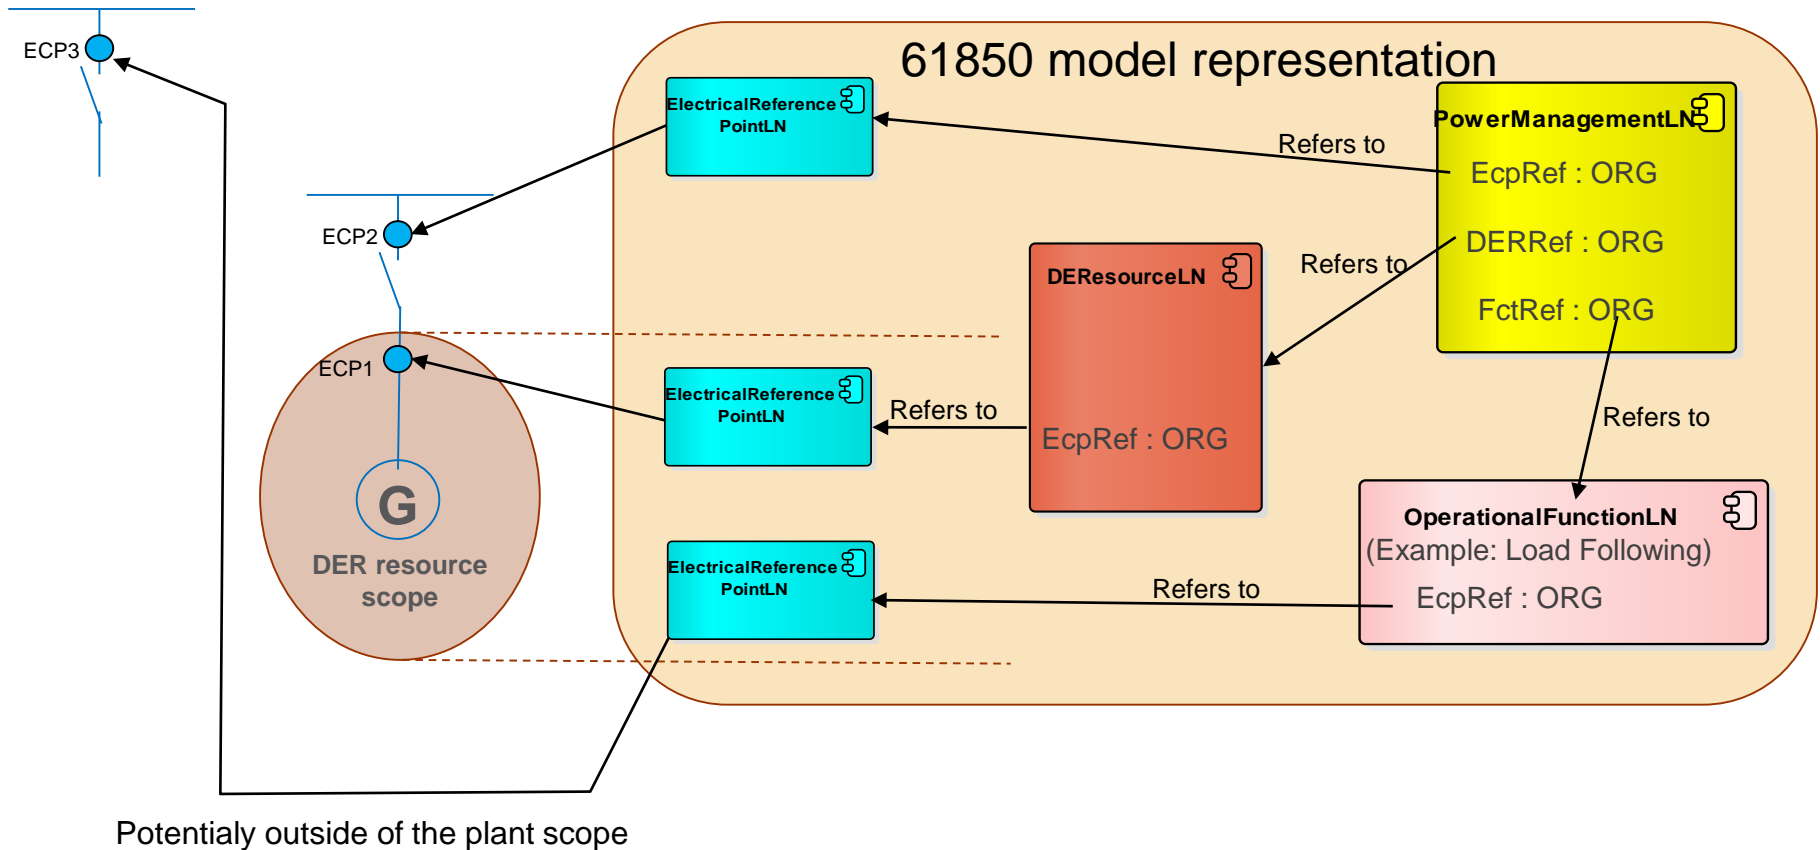 61850 model representation
ECP3
ElectricalReference
PointLN
PowerManagementLN
Refers to
EcpRef : ORG
ECP2
DERRef : ORG
Refers to
DEResourceLN
FctRef : ORG
ECP1
ElectricalReference
PointLN
Refers to
EcpRef : ORG
Refers to
G
DER resource
scope
OperationalFunctionLN
(Example: Load Following)
EcpRef : ORG
ElectricalReference
PointLN
Refers to
Potentialy outside of the plant scope